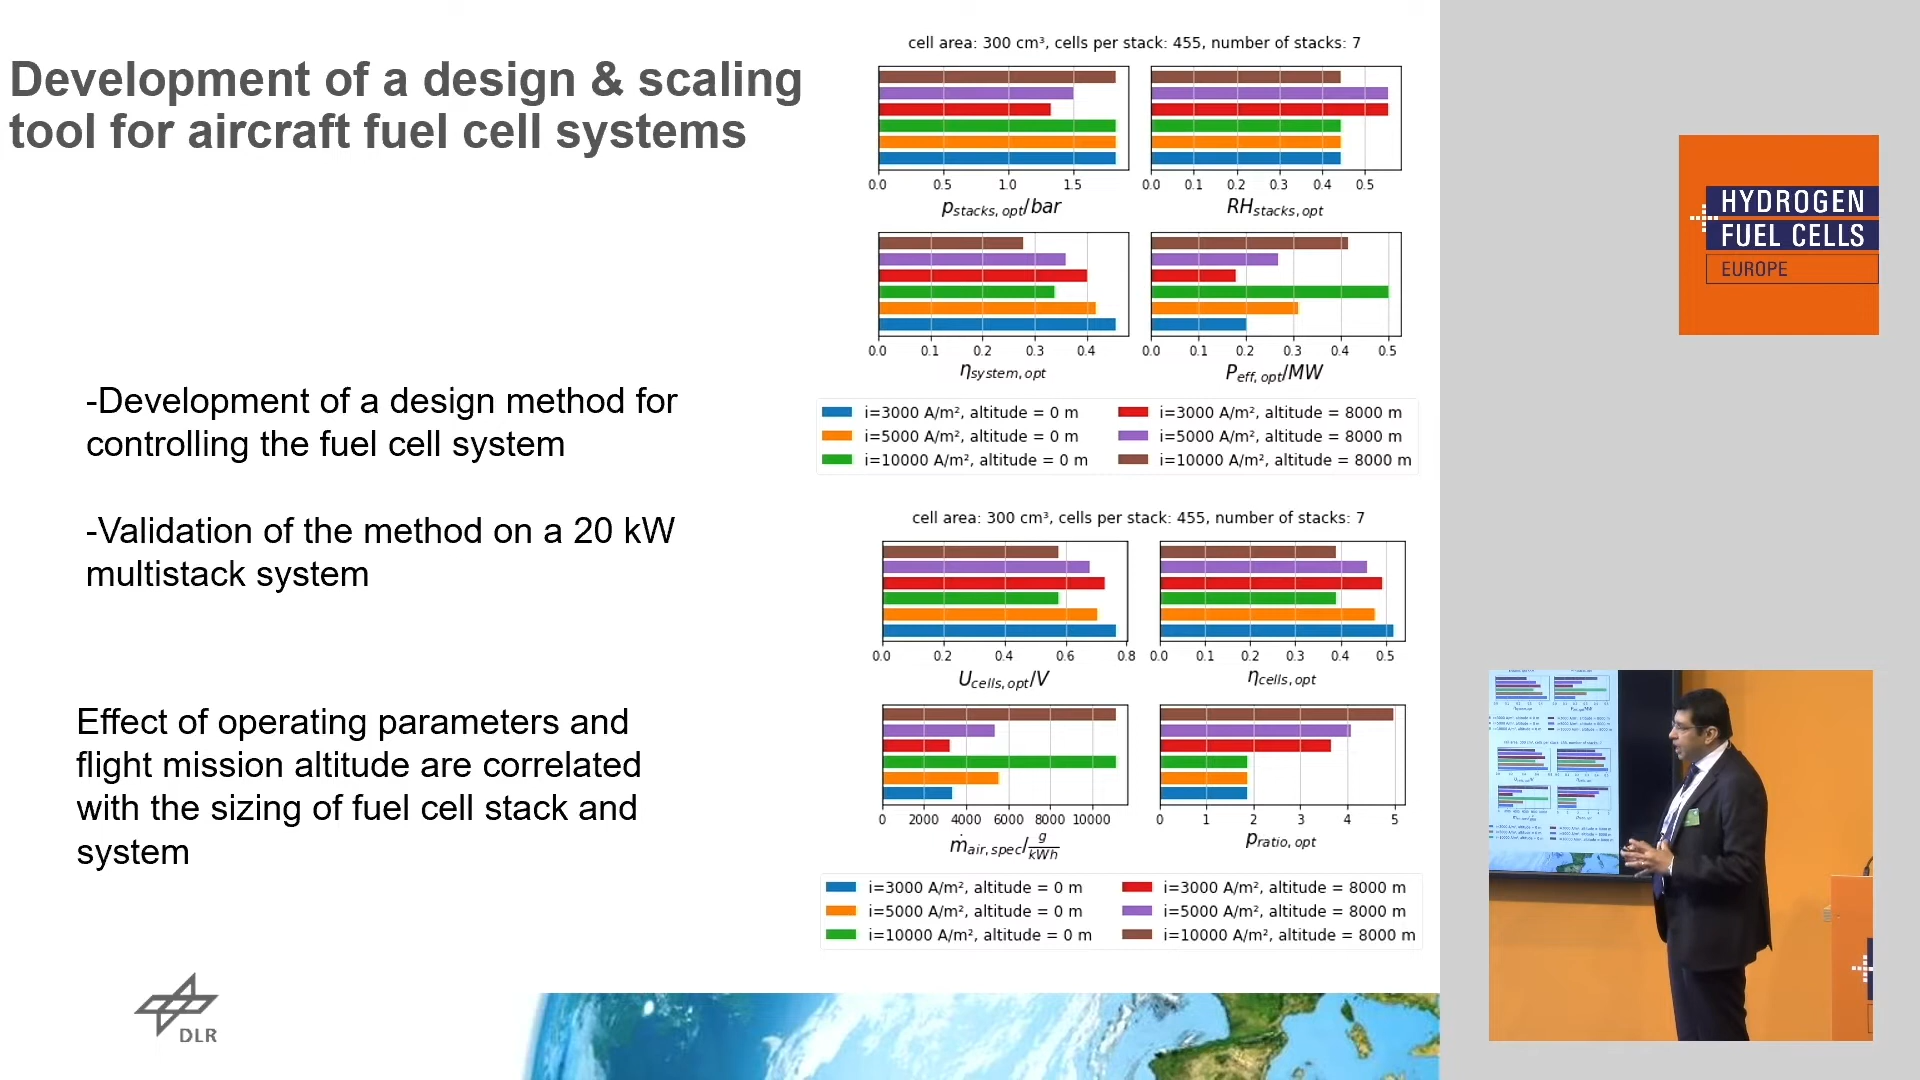 Development of a design & scaling
tool for aircraft fuel cell systems
-Development of a design method for
controlling the fuel cell system
-Validation of the method on a 20 kW
multistack system
Effect of operating parameters and
flight mission altitude are correlated
with the sizing of fuel cell stack and
system
DLR
cell area: 300 cm³, cells per stack: 455, number of stacks: 7
0.0 0.5 1.0 1.5
p_stacks, opt/bar
0.0 0.1 0.2 0.3 0.4 0.5
RH_stacks, opt
0.0 0.1 0.2 0.3 0.4
η_system, opt
0.0 0.1 0.2 0.3 0.4 0.5
P_eff, opt/MW
i=3000 A/m², altitude = 0 m
i=5000 A/m², altitude = 0 m
i=10000 A/m², altitude = 0 m
i=3000 A/m², altitude = 8000 m
i=5000 A/m², altitude = 8000 m
i=10000 A/m², altitude = 8000 m
cell area: 300 cm³, cells per stack: 455, number of stacks: 7
0.0 0.2 0.4 0.6 0.8
U_cells, opt/V
0.0 0.1 0.2 0.3 0.4 0.5
η_cells, opt
0 2000 4000 6000 8000 10000
ṁ_air, spec/ g/kWh
0 1 2 3 4 5
p_ratio, opt
i=3000 A/m², altitude = 0 m
i=5000 A/m², altitude = 0 m
i=10000 A/m², altitude = 0 m
i=3000 A/m², altitude = 8000 m
i=5000 A/m², altitude = 8000 m
i=10000 A/m², altitude = 8000 m
HYDROGEN
FUEL CELLS
EUROPE